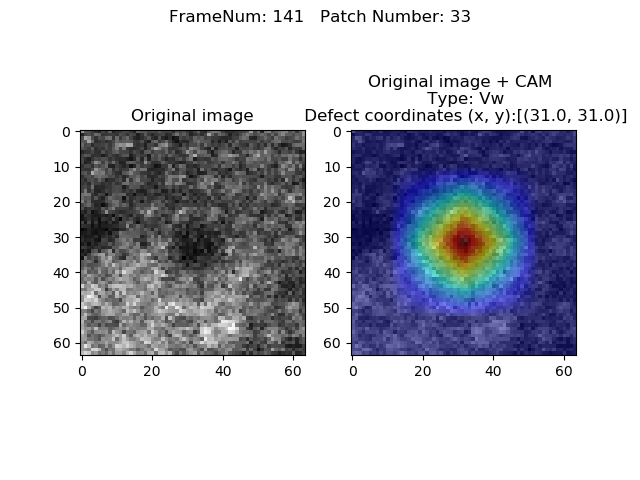 FrameNum: 141   Patch Number: 33
Original image
Original image + CAM
Type: Vw
Defect coordinates (x, y):[(31.0, 31.0)]
0
10
20
30
40
50
60
0 20 40 60
0
10
20
30
40
50
60
0 20 40 60